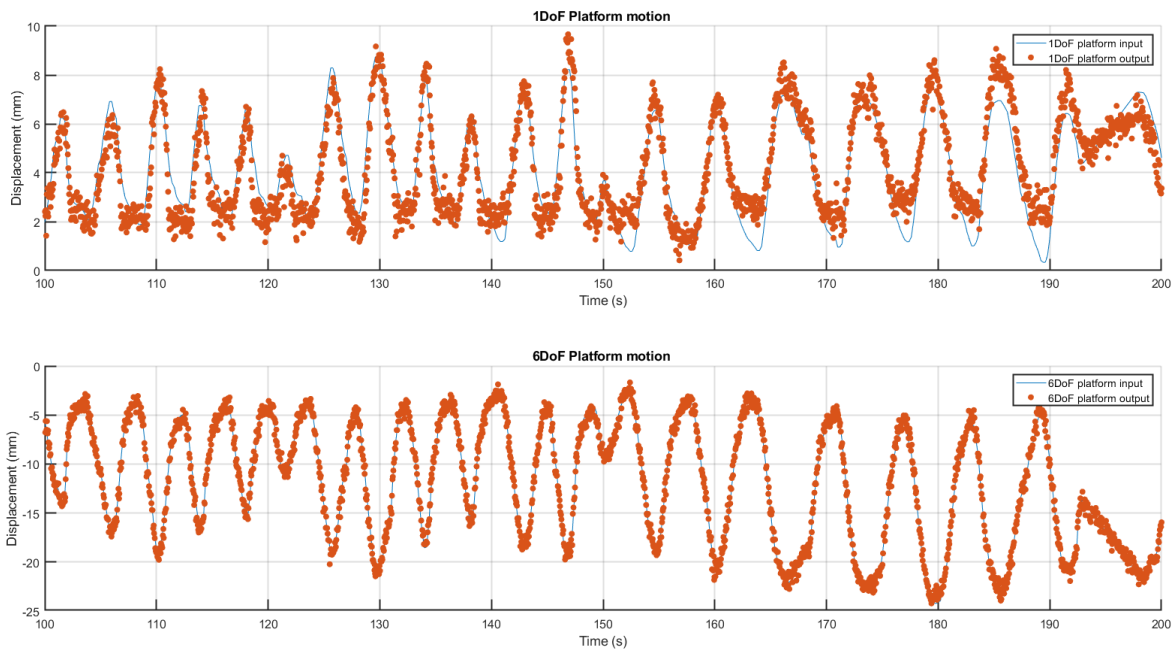 1DoF Platform motion
10
8
6
4
2
0
Displacement (mm)
1DoF platform input
1DoF platform output
100 110 120 130 140 150 160 170 180 190 200
Time (s)
6DoF Platform motion
0
-5
-10
-15
-20
-25
Displacement (mm)
6DoF platform input
6DoF platform output
100 110 120 130 140 150 160 170 180 190 200
Time (s)